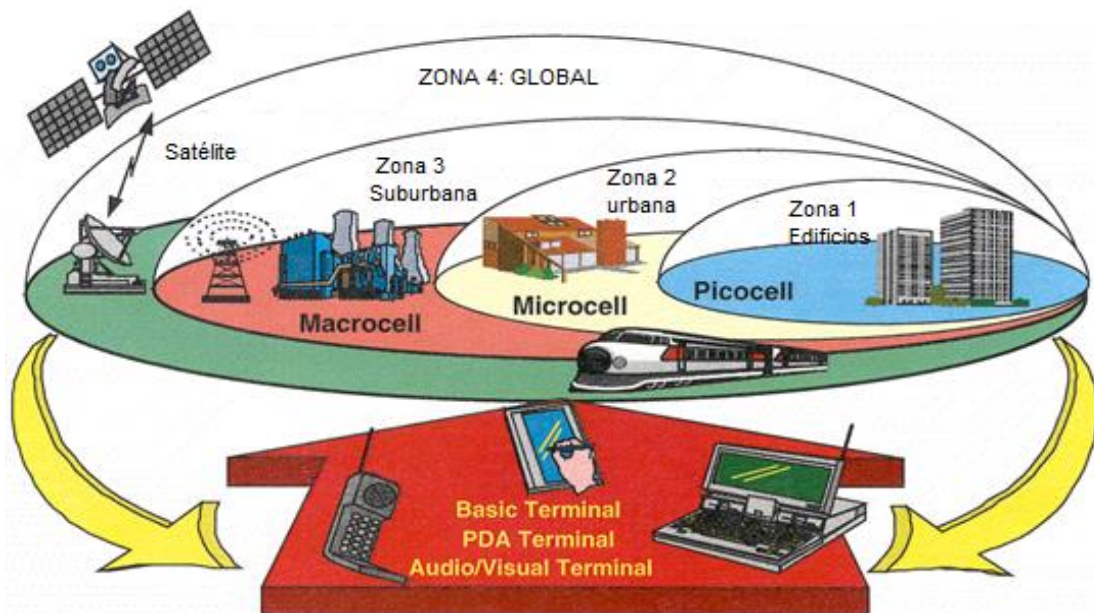 ZONA 4: GLOBAL
Satélite
Zona 3
Suburbana
Zona 2
urbana
Zona 1
Edificios
Macrocell
Microcell
Picocell
Basic Terminal
PDA Terminal
Audio/Visual Terminal